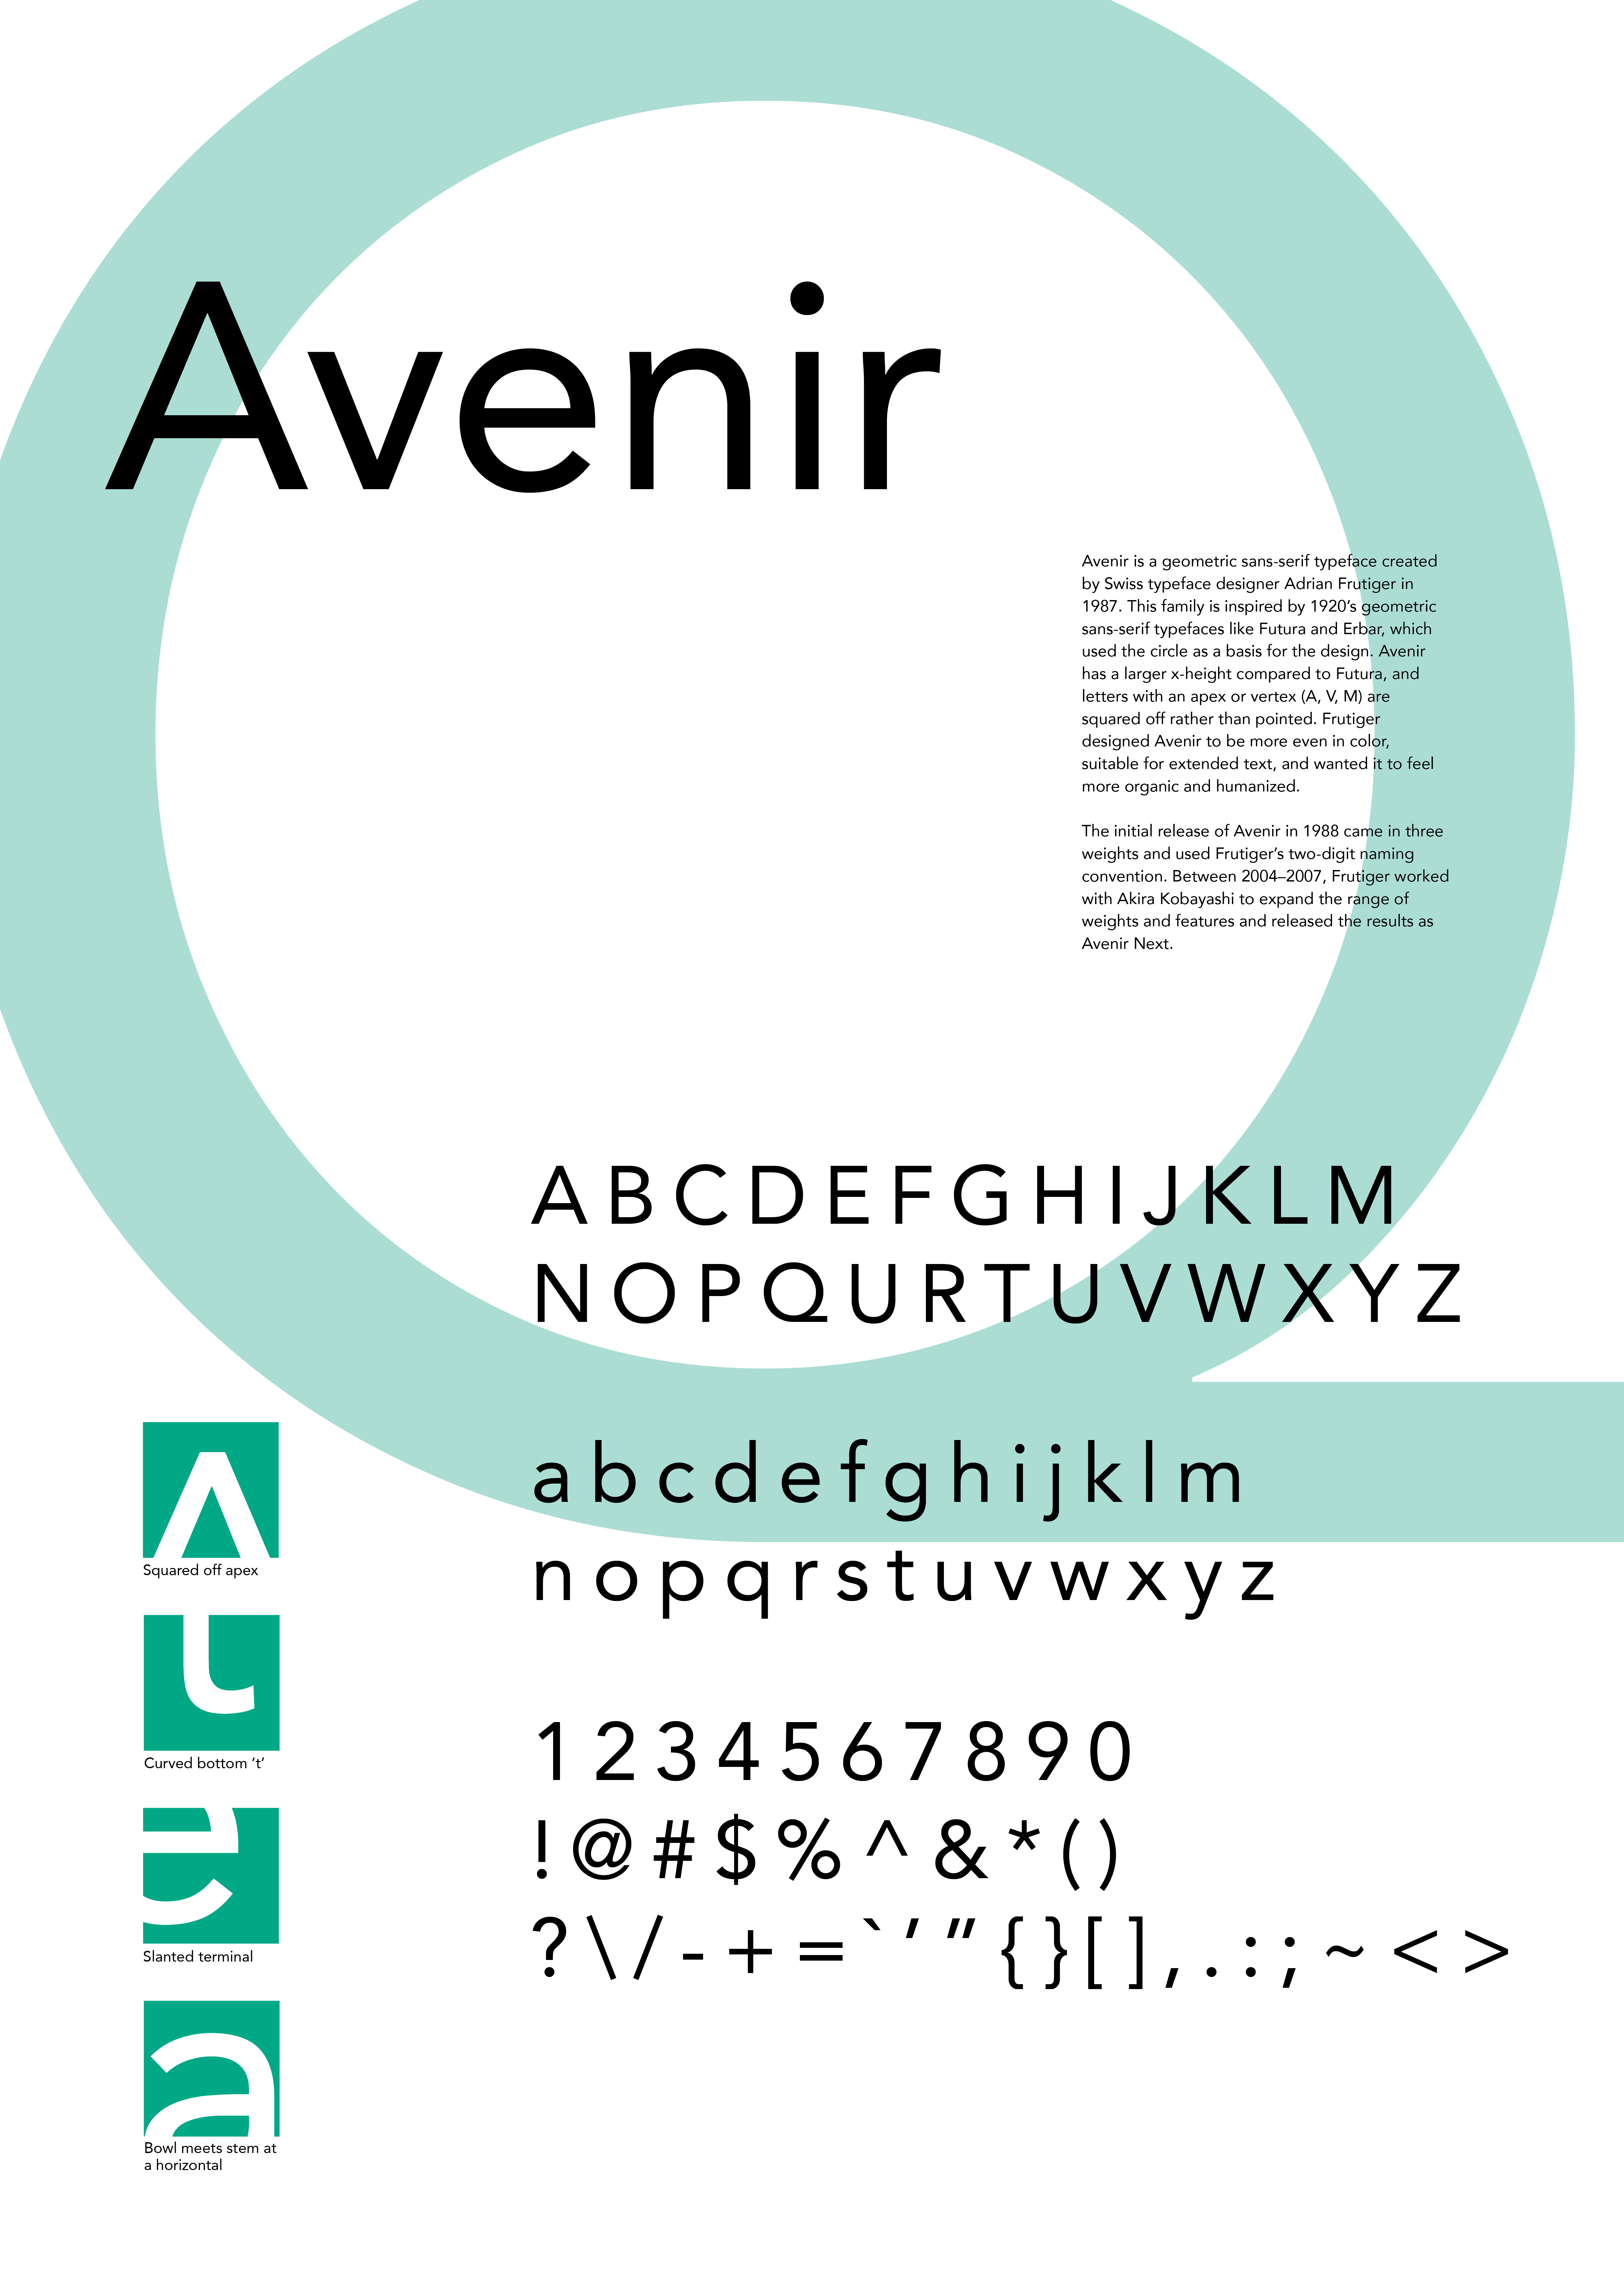 Avenir
Avenir is a geometric sans-serif typeface created
by Swiss typeface designer Adrian Frutiger in
1987. This family is inspired by 1920’s geometric
sans-serif typefaces like Futura and Erbar, which
used the circle as a basis for the design. Avenir
has a larger x-height compared to Futura, and
letters with an apex or vertex (A, V, M) are
squared off rather than pointed. Frutiger
designed Avenir to be more even in color,
suitable for extended text, and wanted it to feel
more organic and humanized.
The initial release of Avenir in 1988 came in three
weights and used Frutiger’s two-digit naming
convention. Between 2004–2007, Frutiger worked
with Akira Kobayashi to expand the range of
weights and features and released the results as
Avenir Next.
A B C D E F G H I J K L M
N O P Q U R T U V W X Y Z
a b c d e f g h i j k l m
n o p q r s t u v w x y z
1 2 3 4 5 6 7 8 9 0
! @ # $ % ^ & * ( )
? \ / - + = ` ' " { } [ ] , . : ; ~ < >
Squared off apex
Curved bottom ‘t’
Slanted terminal
Bowl meets stem at
a horizontal